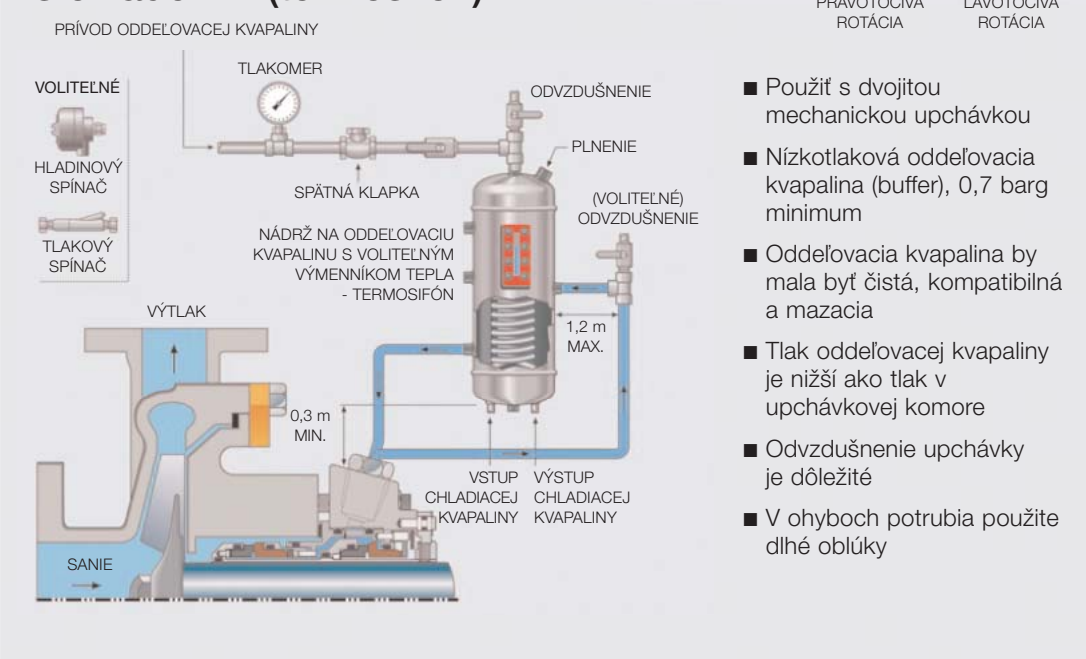 PRAVOTOČIVÁ
ROTÁCIA
ĽAVOTOČIVÁ
ROTÁCIA
PRÍVOD ODDEĽOVACEJ KVAPALINY
VOLITEĽNÉ
HLADINOVÝ
SPÍNAČ
TLAKOVÝ
SPÍNAČ
TLAKOMER
ODVZDUŠNENIE
PLNENIE
SPÄTNÁ KLAPKA
(VOLITEĽNÉ)
ODVZDUŠNENIE
NÁDRŽ NA ODDEĽOVACIU
KVAPALINU S VOLITEĽNÝM
VÝMENNÍKOM TEPLA
- TERMOSIFÓN
VÝTLAK
1,2 m
MAX.
0,3 m
MIN.
VSTUP
CHLADIACEJ
KVAPALINY
VÝSTUP
CHLADIACEJ
KVAPALINY
SANIE
■ Použiť s dvojitou
mechanickou upchávkou
■ Nízkotlaková oddeľovacia
kvapalina (buffer), 0,7 barg
minimum
■ Oddeľovacia kvapalina by
mala byť čistá, kompatibilná
a mazacia
■ Tlak oddeľovacej kvapaliny
je nižší ako tlak v
upchávkovej komore
■ Odvzdušnenie upchávky
je dôležité
■ V ohyboch potrubia použite
dlhé oblúky